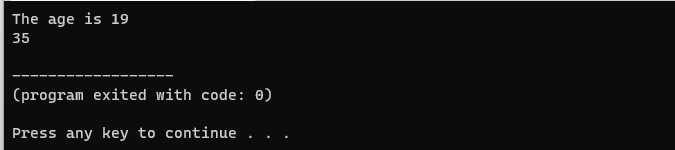 The age is 19
35
------------------
(program exited with code: 0)
Press any key to continue . . .